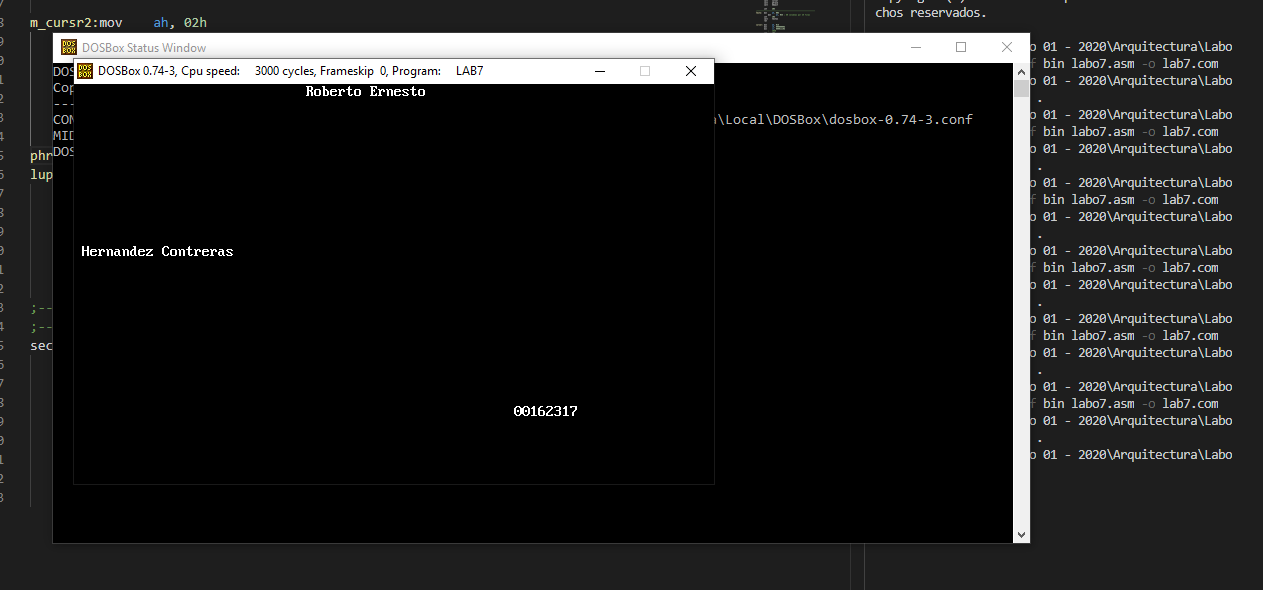 m_cursr2:mov ah, 02h
phr
lup
;--
;--
sec
DOSBox Status Window
DOS
Cop
---
CON
\Local\DOSBox\dosbox-0.74-3.conf
MID
DOS
DOSBox 0.74-3, Cpu speed: 3000 cycles, Frameskip 0, Program: LAB7
Roberto Ernesto
Hernandez Contreras
00162317
chos reservados.
o 01 - 2020\Arquitectura\Labo
f bin labo7.asm -o lab7.com
o 01 - 2020\Arquitectura\Labo
.
o 01 - 2020\Arquitectura\Labo
f bin labo7.asm -o lab7.com
o 01 - 2020\Arquitectura\Labo
.
o 01 - 2020\Arquitectura\Labo
f bin labo7.asm -o lab7.com
o 01 - 2020\Arquitectura\Labo
.
o 01 - 2020\Arquitectura\Labo
f bin labo7.asm -o lab7.com
o 01 - 2020\Arquitectura\Labo
.
o 01 - 2020\Arquitectura\Labo
f bin labo7.asm -o lab7.com
o 01 - 2020\Arquitectura\Labo
.
o 01 - 2020\Arquitectura\Labo
f bin labo7.asm -o lab7.com
o 01 - 2020\Arquitectura\Labo
.
o 01 - 2020\Arquitectura\Labo